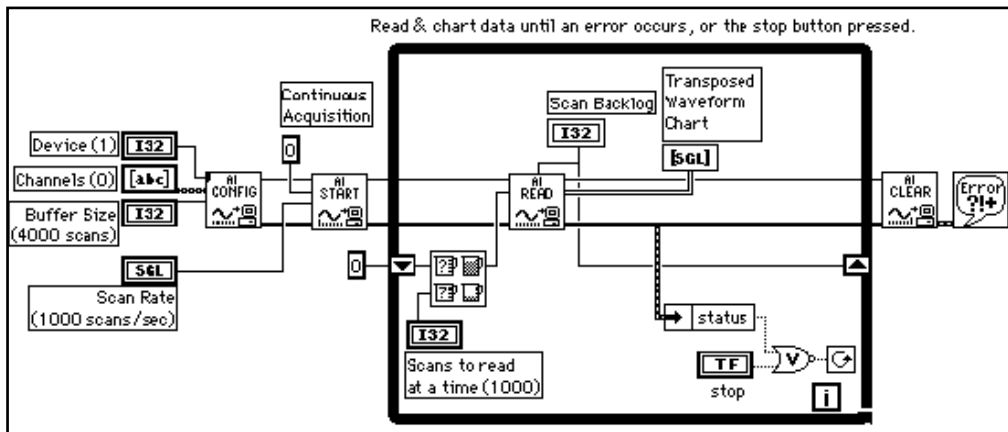 Read & chart data until an error occurs, or the stop button pressed.
Continuous
Acquisition
0
Device (1)
I32
Channels (0)
[abc]
Buffer Size
(4000 scans)
I32
SGL
Scan Rate
(1000 scans/sec)
AI
CONFIG
AI
START
0
Scan Backlog
I32
Transposed
Waveform
Chart
[SGL]
AI
READ
?
?
I32
Scans to read
at a time (1000)
status
TF
stop
V
i
AI
CLEAR
Error
?!+